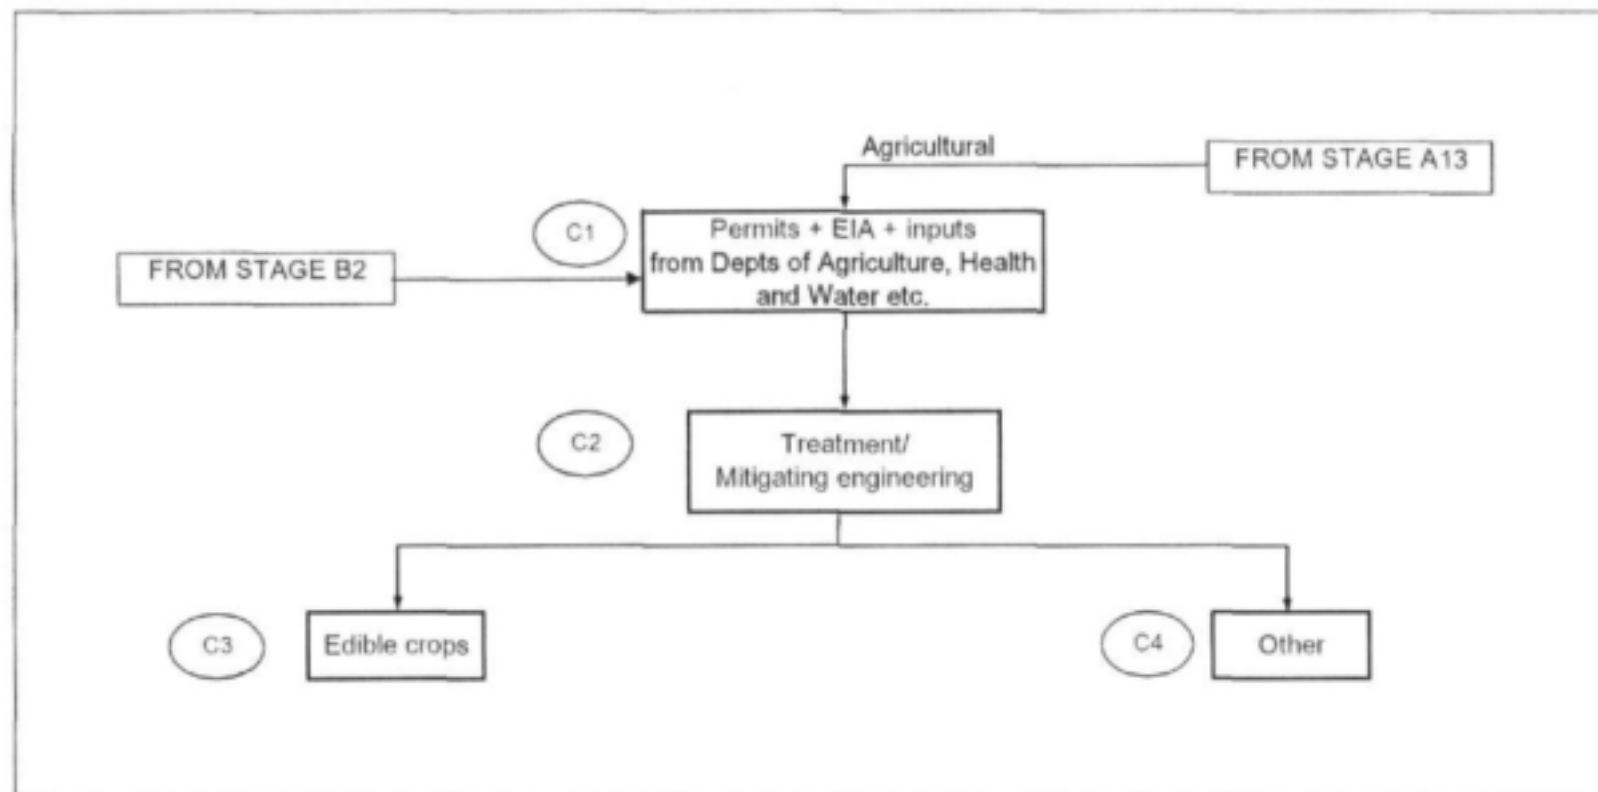 Agricultural
FROM STAGE A13
C1
Permits + EIA + inputs
from Depts of Agriculture, Health
and Water etc.
FROM STAGE B2
C2
Treatment/
Mitigating engineering
C3
Edible crops
C4
Other